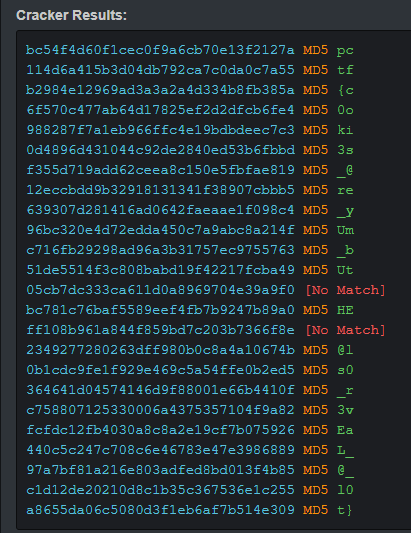 Cracker Results:
bc54f4d60f1cec0f9a6cb70e13f2127a MD5 pc
114d6a415b3d04db792ca7c0da0c7a55 MD5 tf
b2984e12969ad3a3a2a4d334b8fb385a MD5 {c
6f570c477ab64d17825ef2d2dfcb6fe4 MD5 0o
988287f7a1eb966ffc4e19bdbdeec7c3 MD5 ki
0d4896d431044c92de2840ed53b6fbbd MD5 3s
f355d719add62ceea8c150e5fbfae819 MD5 _@
12eccbdd9b32918131341f38907cbbb5 MD5 re
639307d281416ad0642faeaae1f098c4 MD5 _y
96bc320e4d72edda450c7a9abc8a214f MD5 Um
c716fb29298ad96a3b31757ec9755763 MD5 _b
51de5514f3c808babd19f42217fcba49 MD5 Ut
05cb7dc333ca611d0a8969704e39a9f0 [No Match]
bc781c76baf5589eef4fb7b9247b89a0 MD5 HE
ff108b961a844f859bd7c203b7366f8e [No Match]
2349277280263dff980b0c8a4a10674b MD5 @l
0b1cdc9fe1f929e469c5a54ffe0b2ed5 MD5 s0
364641d04574146d9f88001e66b4410f MD5 _r
c758807125330006a4375357104f9a82 MD5 3v
fcfdc12fb4030a8c8a2e19cf7b075926 MD5 Ea
440c5c247c708c6e46783e47e3986889 MD5 L_
97a7bf81a216e803adfed8bd013f4b85 MD5 @_
c1d12de20210d8c1b35c367536e1c255 MD5 l0
a8655da06c5080d3f1eb6af7b514e309 MD5 t}